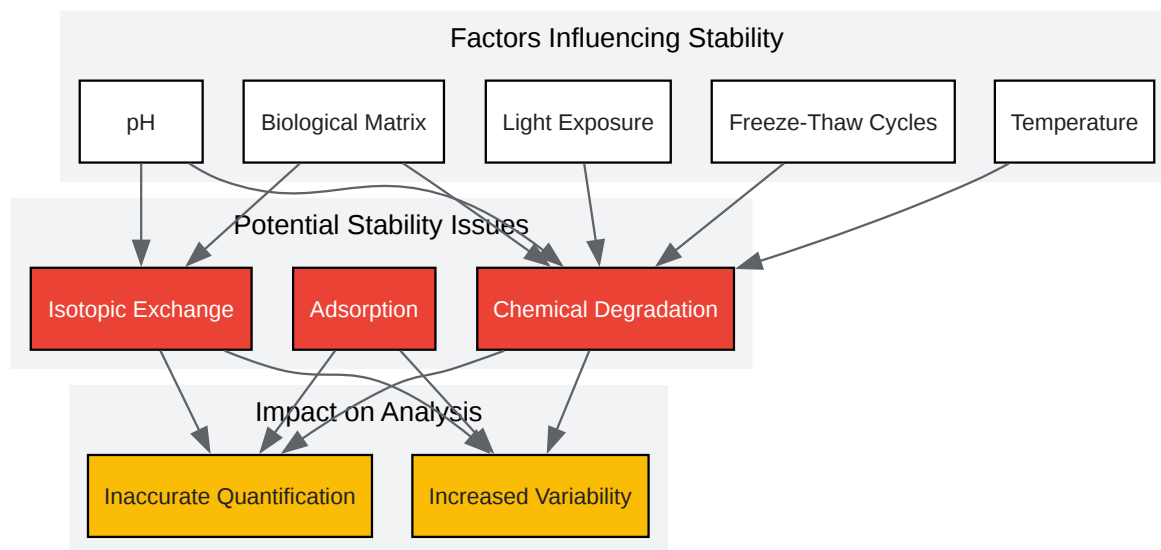 Factors Influencing Stability
pH
Biological Matrix
Light Exposure
Freeze-Thaw Cycles
Temperature
Potential Stability Issues
Isotopic Exchange
Adsorption
Chemical Degradation
Impact on Analysis
Inaccurate Quantification
Increased Variability